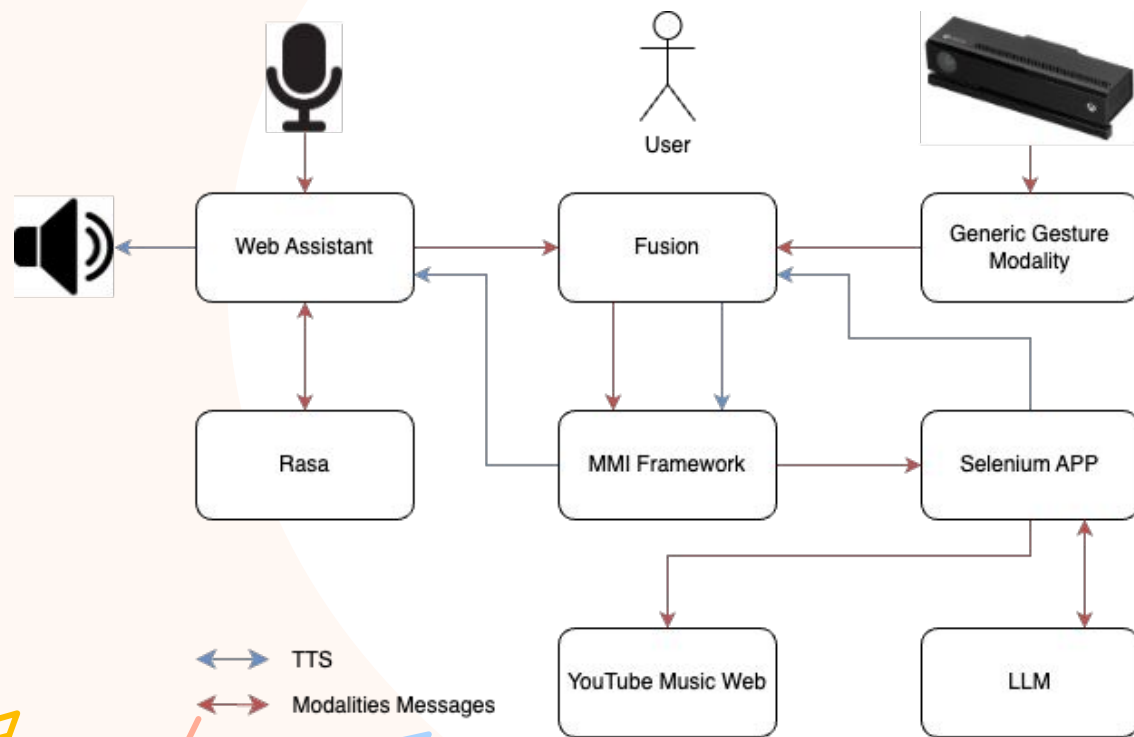 User
Web Assistant
Fusion
Generic Gesture
Modality
Rasa
MMI Framework
Selenium APP
YouTube Music Web
LLM
TTS
Modalities Messages